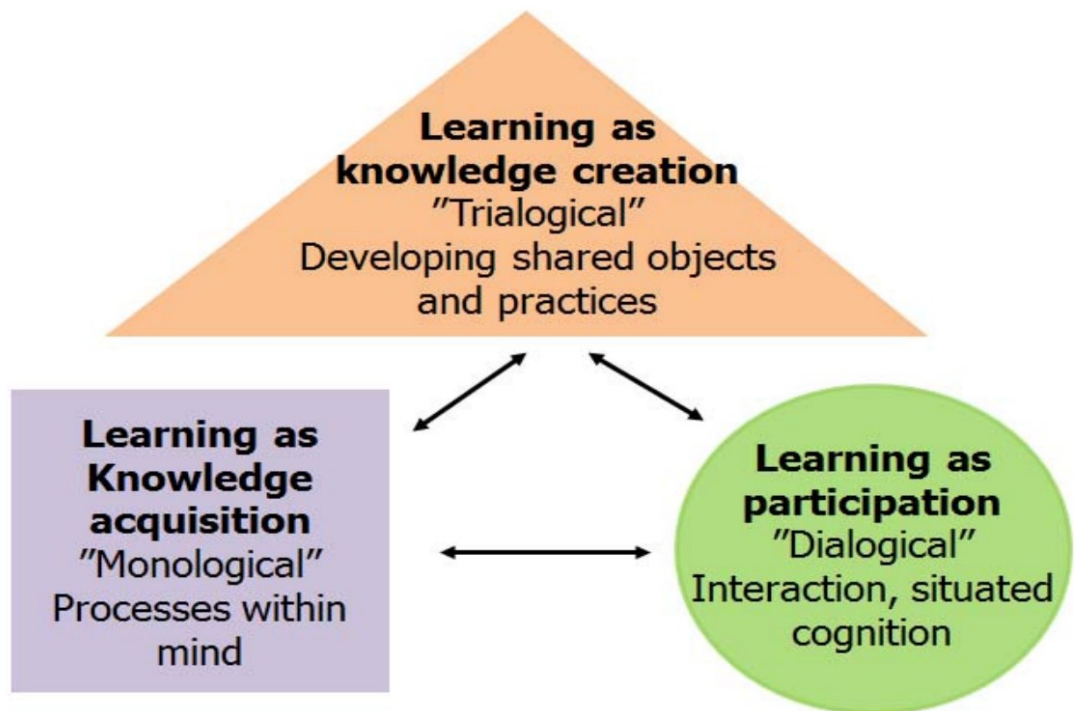 Learning as
knowledge creation
”Trialogical”
Developing shared objects
and practices
Learning as
Knowledge
acquisition
”Monological”
Processes within
mind
Learning as
participation
”Dialogical”
Interaction, situated
cognition